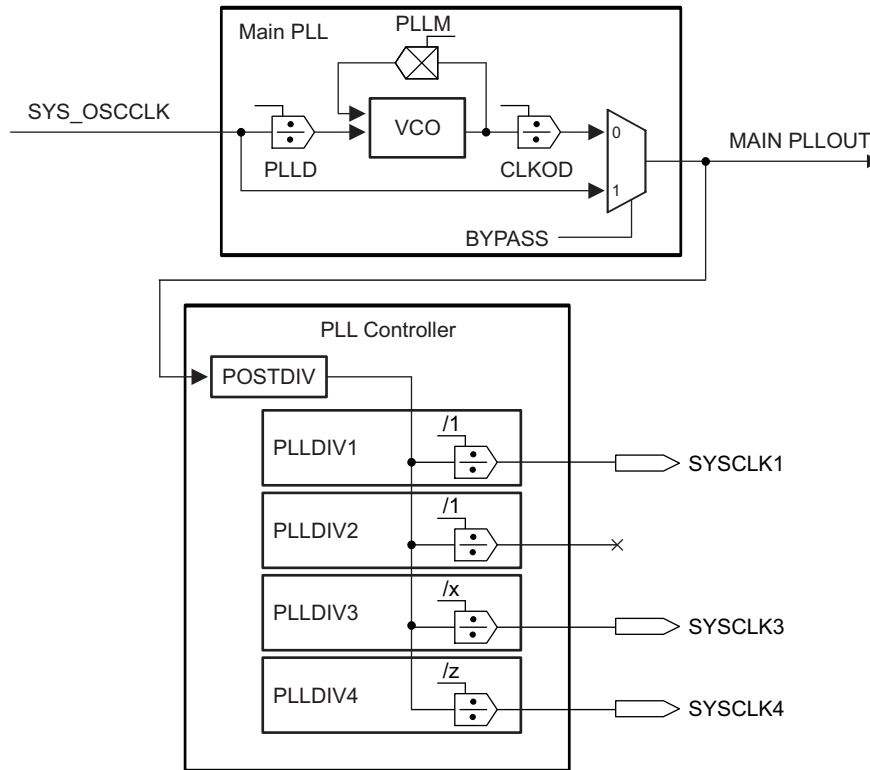 Main PLL
PLLM
SYS_OSCCLK
VCO
PLLD
CLKOD
0
1
MAIN PLLOUT
BYPASS
PLL Controller
POSTDIV
PLLDIV1
/1
SYSCLK1
PLLDIV2
/1
PLLDIV3
/x
SYSCLK3
PLLDIV4
/z
SYSCLK4